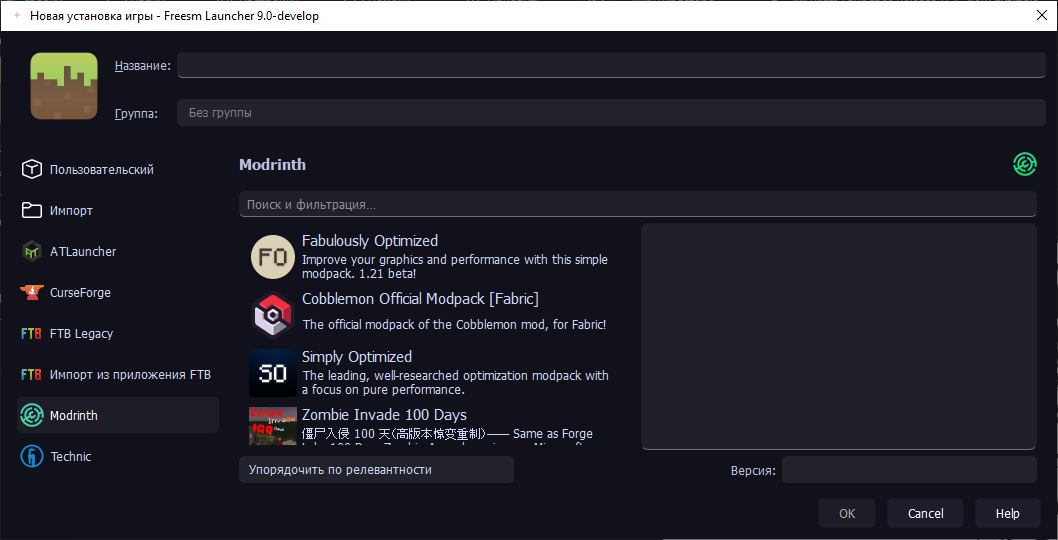 Новая установка игры - Freesm Launcher 9.0-develop
Название:
Группа:
Без группы
Пользовательский
Импорт
ATLauncher
CurseForge
FTB Legacy
Импорт из приложения FTB
Modrinth
Technic
Modrinth
Поиск и фильтрация...
FO
Fabulously Optimized
Improve your graphics and performance with this simple
modpack. 1.21 beta!
Cobblemon Official Modpack [Fabric]
The official modpack of the Cobblemon mod, for Fabric!
SO
Simply Optimized
The leading, well-researched optimization modpack with
a focus on pure performance.
Zombie Invade 100 Days
僵尸入侵 100 天(高版本惊变重制)—— Same as Forge
Упорядочить по релевантности
Версия:
OK
Cancel
Help